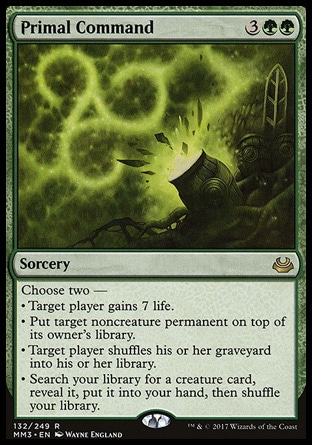 Primal Command 3
Sorcery
Choose two —
• Target player gains 7 life.
• Put target noncreature permanent on top of
its owner's library.
• Target player shuffles his or her graveyard
into his or her library.
• Search your library for a creature card,
reveal it, put it into your hand, then shuffle
your library.
132/249 R
MM3 • EN Wayne England
™ & © 2017 Wizards of the Coast